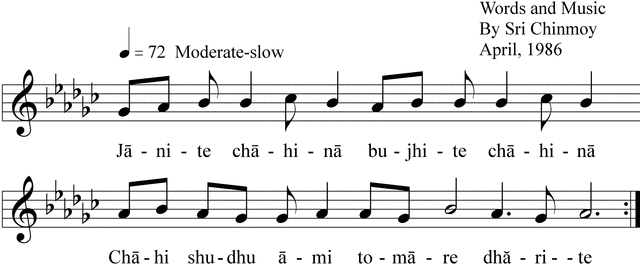 Words and Music
By Sri Chinmoy
April, 1986
♩ = 72 Moderate-slow
Jā - ni - te chā - hi - nā bu - jhi - te chā - hi - nā
Chā - hi shu - dhu ā - mi to - mā - re dhă - ri - - te